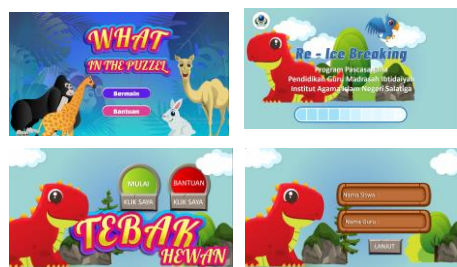 WHAT
IN THE PUZZEL
Bermain
Bantuan
Re - Ice Breaking
Program Pascasarjana
Pendidikan Guru Madrasah Ibtidaiyah
Institut Agama Islam Negeri Salatiga
MULAI
BANTUAN
KLIK SAYA
KLIK SAYA
TEBAK
HEWAN
Nama Siswa
Nama Guru
LANJUT